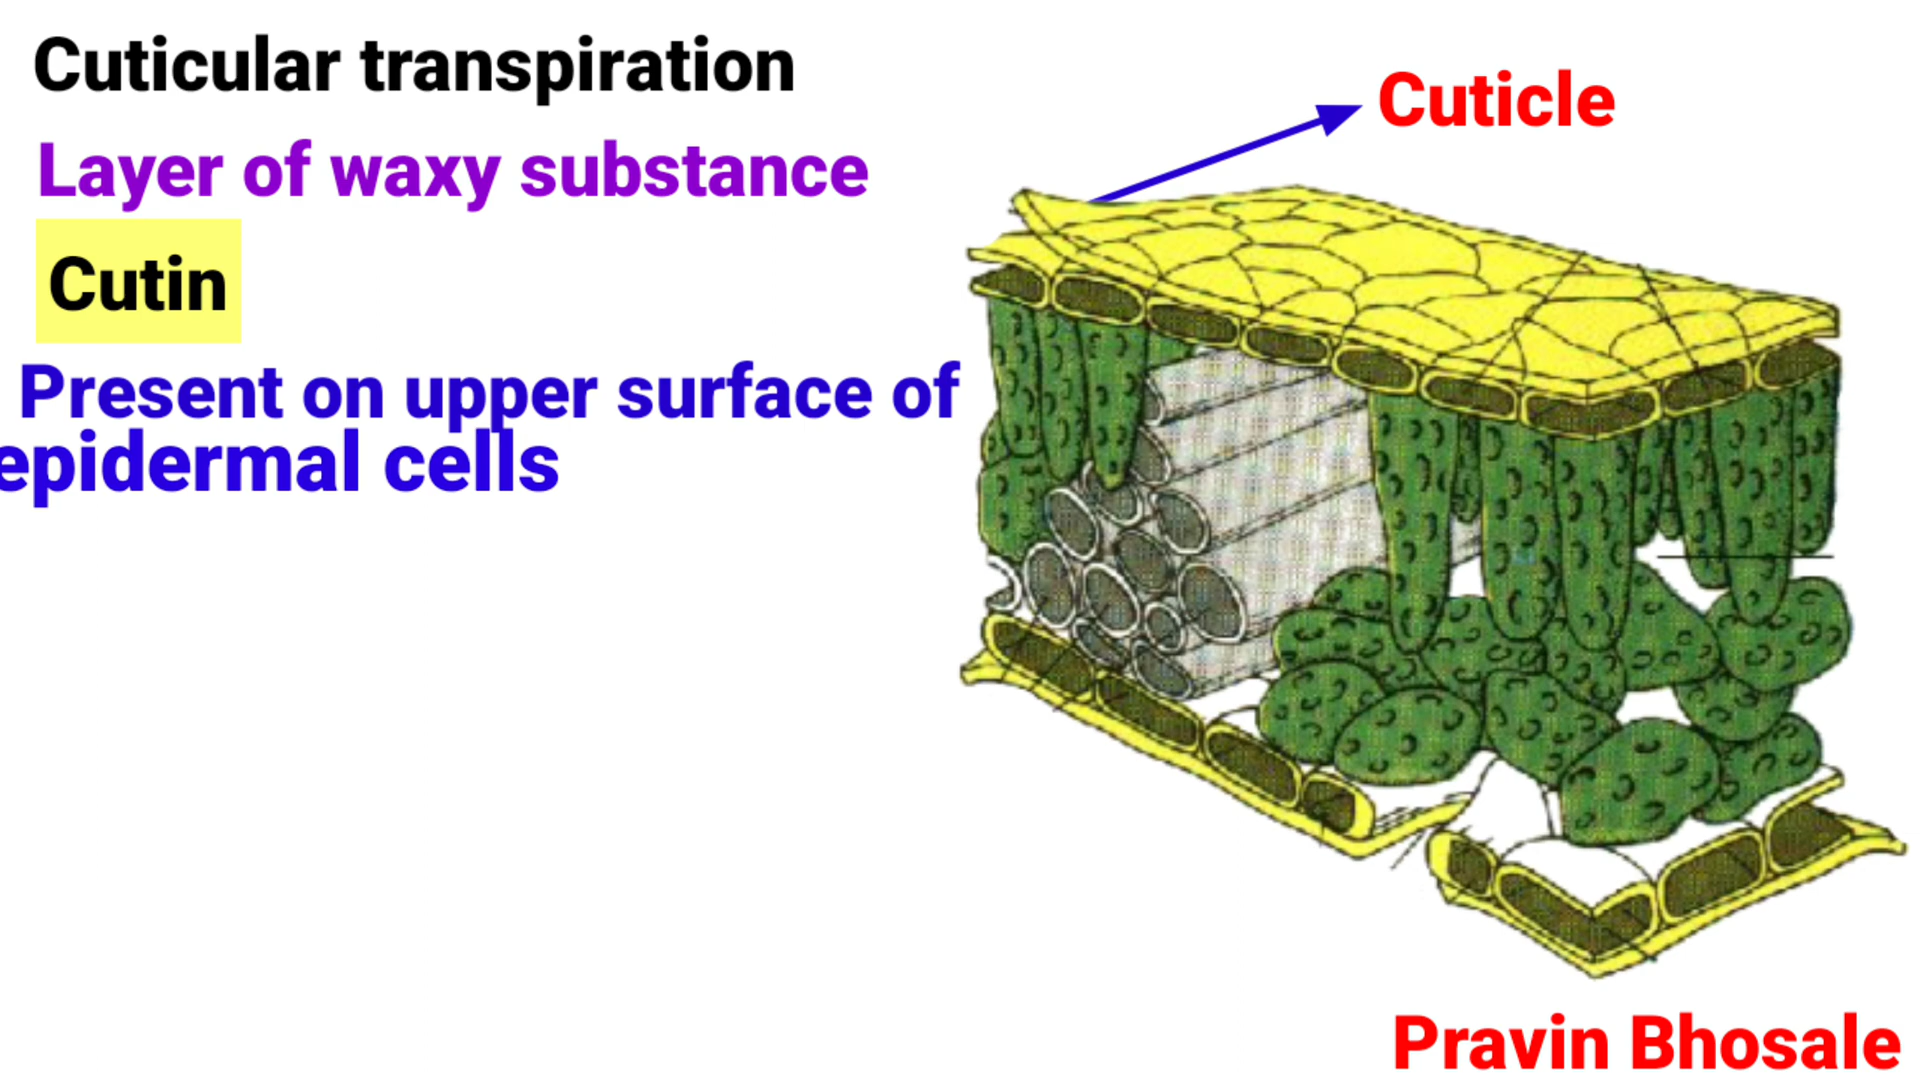 Cuticular transpiration
Layer of waxy substance
Cutin
Present on upper surface of
epidermal cells
Cuticle
Pravin Bhosale